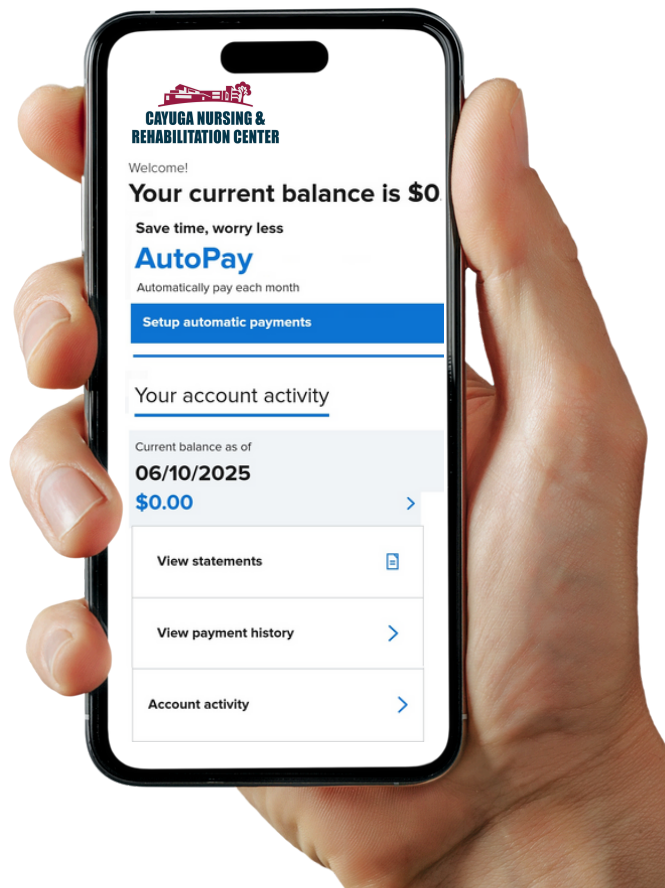 CAYUGA NURSING &
REHABILITATION CENTER
Welcome!
Your current balance is $0.
Save time, worry less
AutoPay
Automatically pay each month
Setup automatic payments
Your account activity
Current balance as of
06/10/2025
$0.00
View statements
View payment history
Account activity